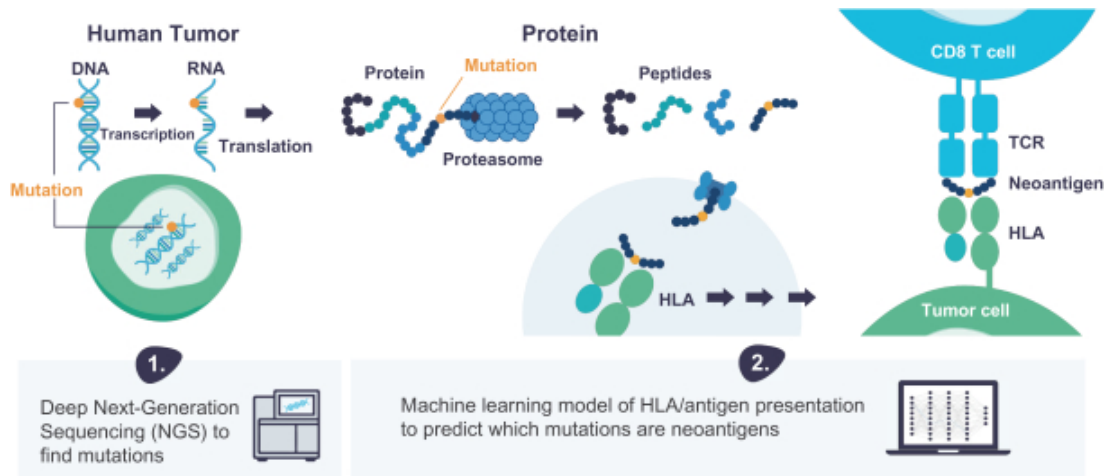 Human Tumor
DNA
RNA
Transcription
Translation
Mutation
Protein
Protein
Mutation
Proteasome
Peptides
HLA
CD8 T cell
TCR
Neoantigen
HLA
Tumor cell
1.
Deep Next-Generation
Sequencing (NGS) to
find mutations
2.
Machine learning model of HLA/antigen presentation
to predict which mutations are neoantigens